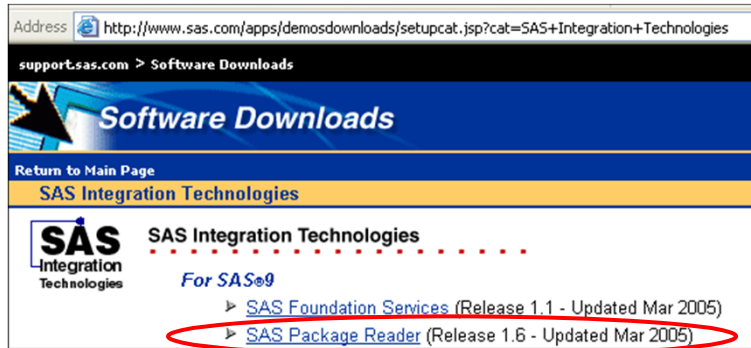 Address http://www.sas.com/apps/demosdownloads/setupcat.jsp?cat=SAS+Integration+Technologies
support.sas.com > Software Downloads
Software Downloads
Return to Main Page
SAS Integration Technologies
SAS Integration Technologies
SAS Integration Technologies
For SAS®9
SAS Foundation Services (Release 1.1 - Updated Mar 2005)
SAS Package Reader (Release 1.6 - Updated Mar 2005)